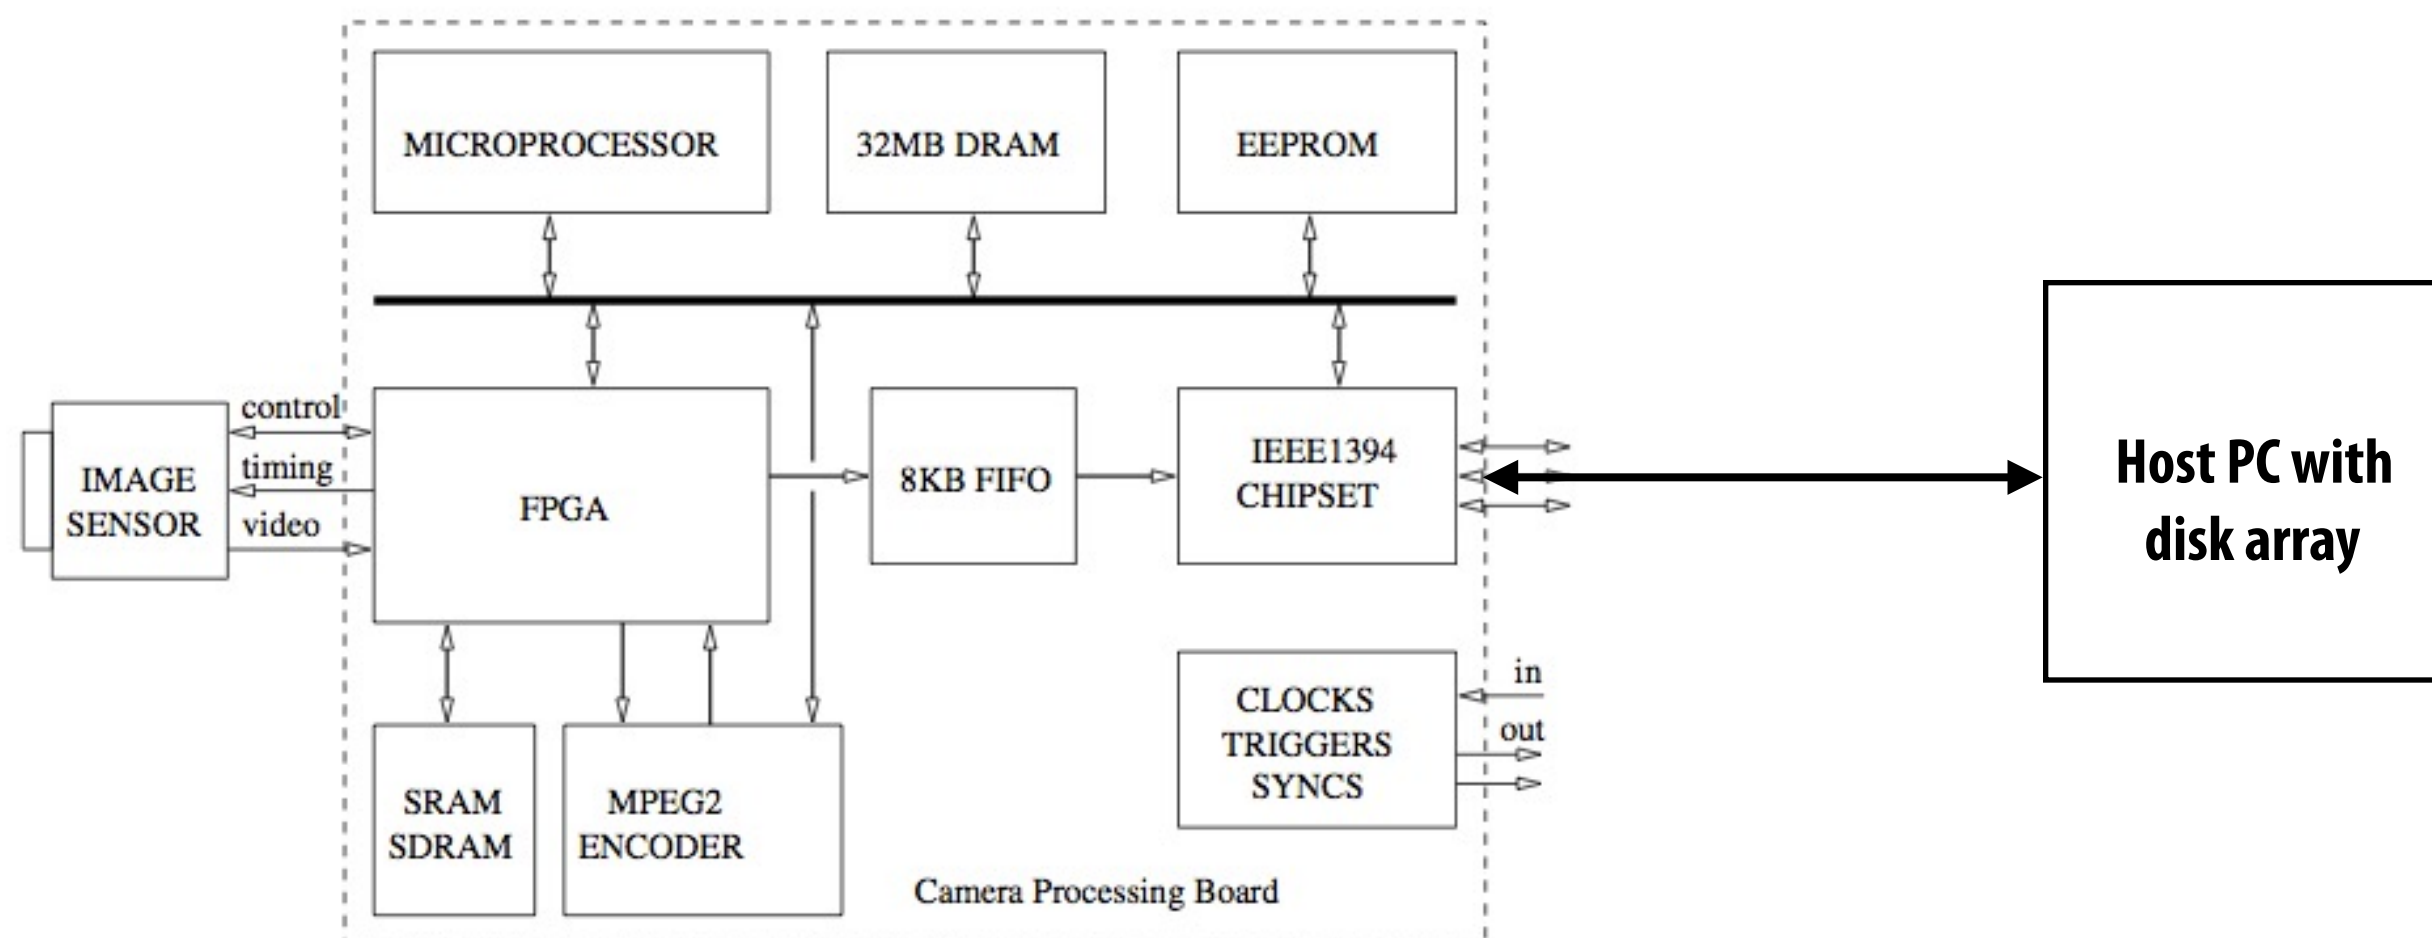 MICROPROCESSOR
32MB DRAM
EEPROM
control
timing
video
IMAGE
SENSOR
FPGA
8KB FIFO
IEEE1394
CHIPSET
Host PC with
disk array
SRAM
SDRAM
MPEG2
ENCODER
CLOCKS
TRIGGERS
SYNCS
in
out
Camera Processing Board